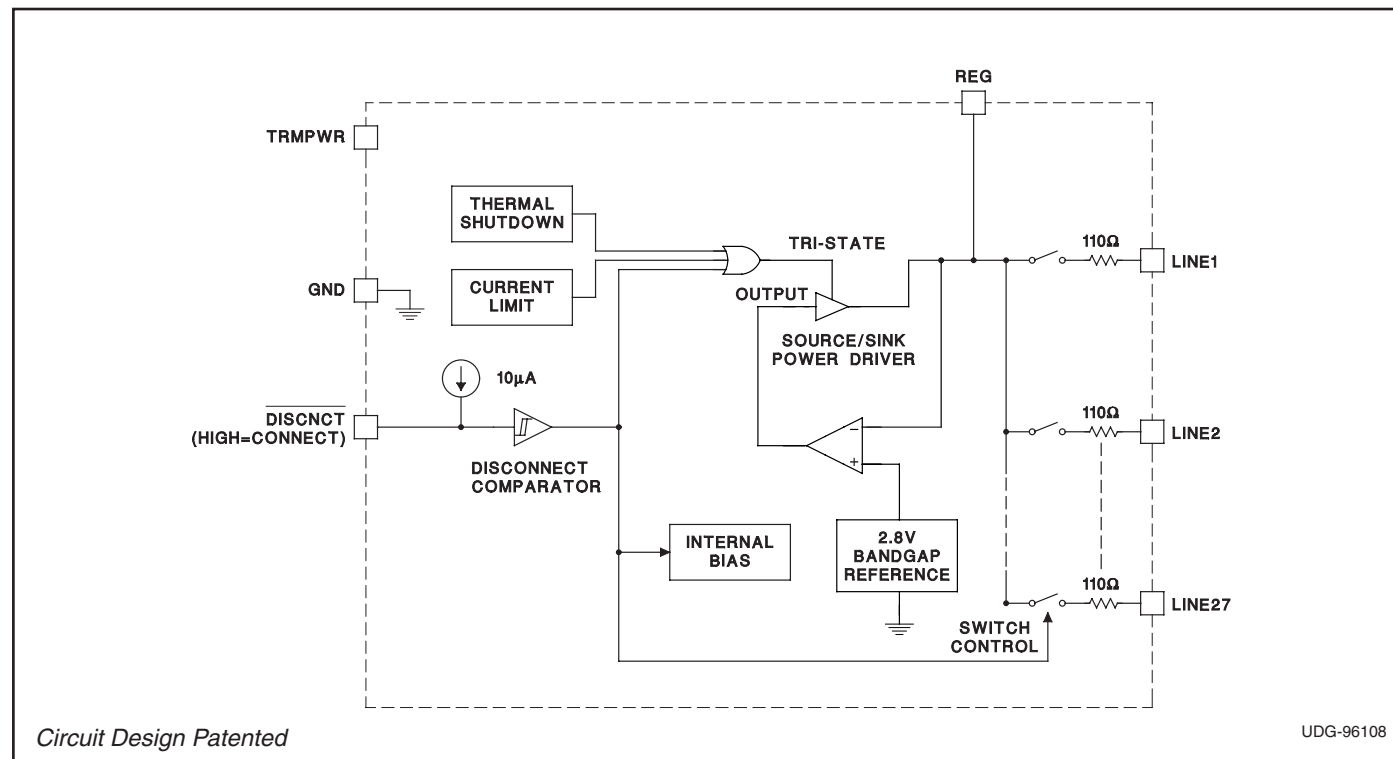 REG
TRMPWR
THERMAL
SHUTDOWN
TRI-STATE
110Ω
LINE1
GND
CURRENT
LIMIT
OUTPUT
SOURCE/SINK
POWER DRIVER
10µA
DISCNCT
(HIGH=CONNECT)
110Ω
LINE2
–
+
DISCONNECT
COMPARATOR
INTERNAL
BIAS
2.8V
BANDGAP
REFERENCE
110Ω
LINE27
SWITCH
CONTROL
Circuit Design Patented
UDG-96108